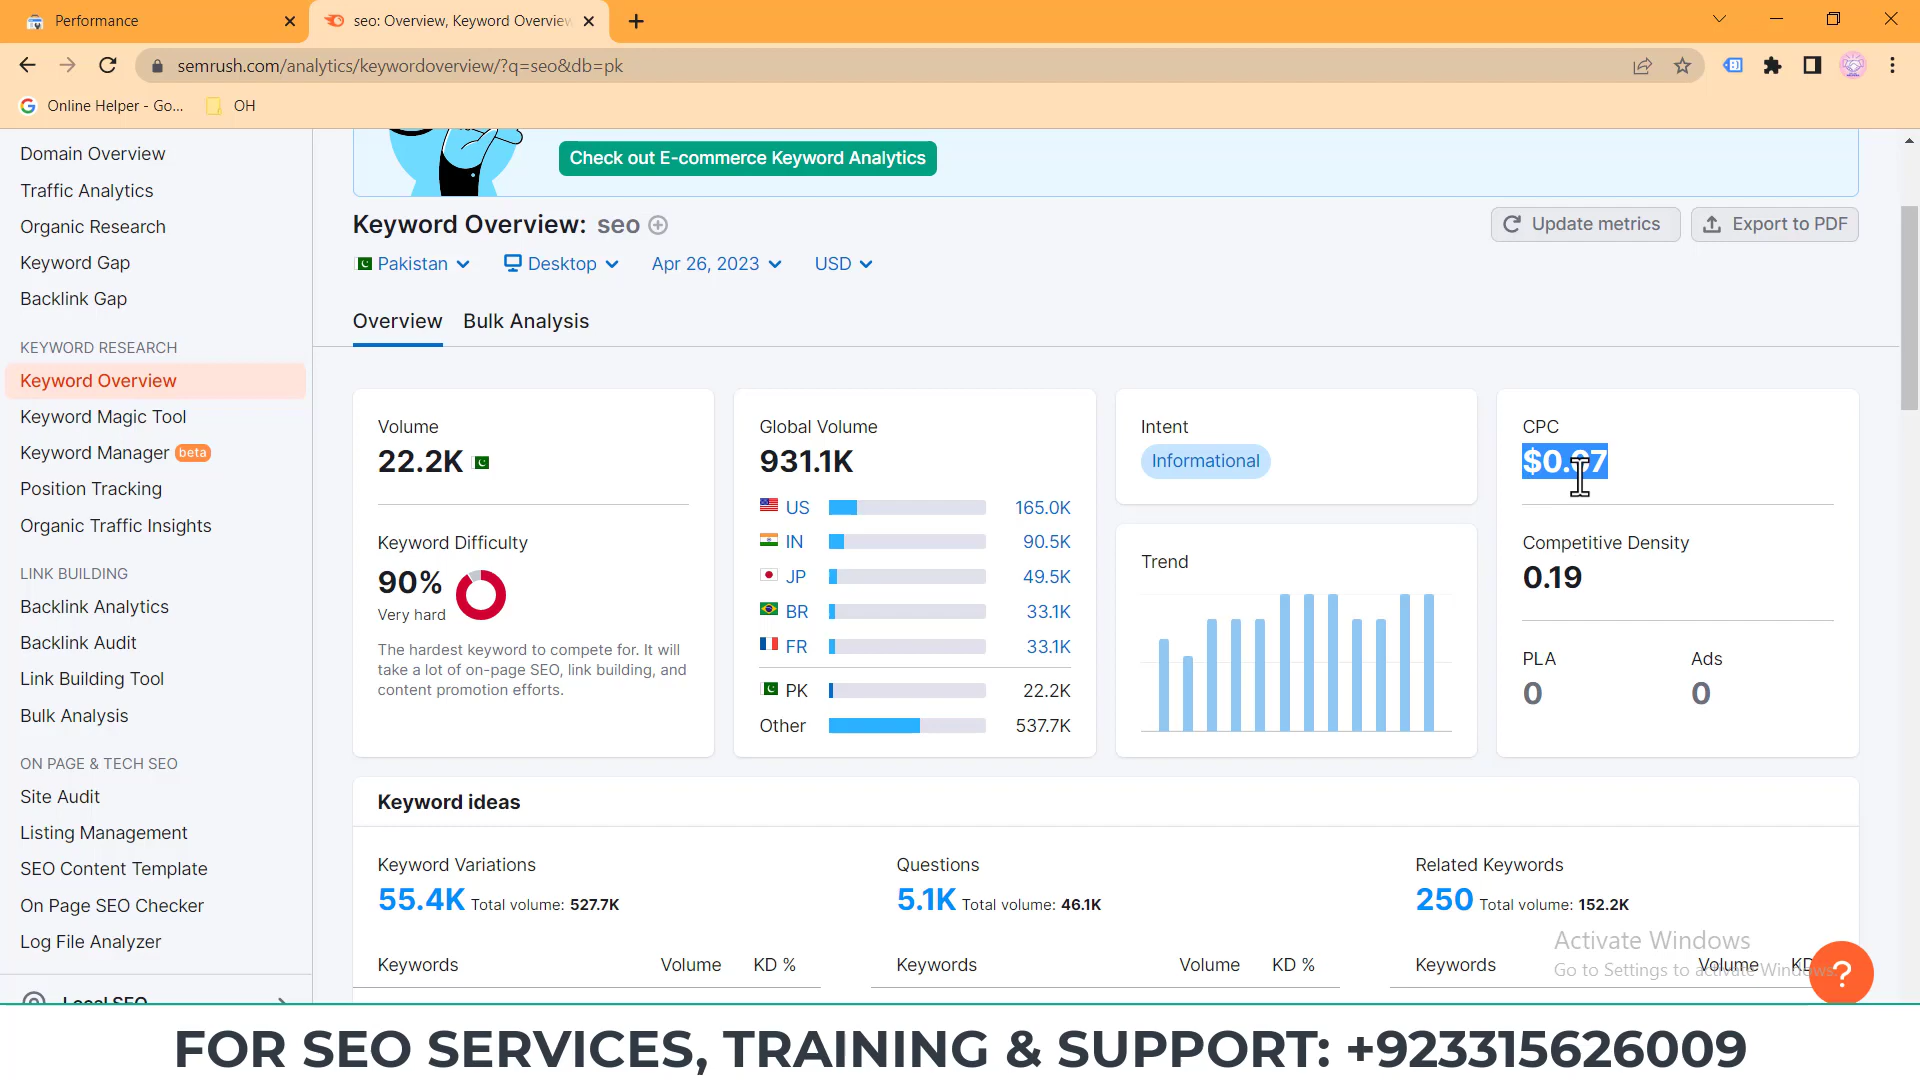 Performance
seo: Overview, Keyword Overview
semrush.com/analytics/keywordoverview/?q=seo&db=pk
Online Helper - Go...
OH
Domain Overview
Traffic Analytics
Organic Research
Keyword Gap
Backlink Gap
KEYWORD RESEARCH
Keyword Overview
Keyword Magic Tool
Keyword Manager beta
Position Tracking
Organic Traffic Insights
LINK BUILDING
Backlink Analytics
Backlink Audit
Link Building Tool
Bulk Analysis
ON PAGE & TECH SEO
Site Audit
Listing Management
SEO Content Template
On Page SEO Checker
Log File Analyzer
Local SEO
Check out E-commerce Keyword Analytics
Keyword Overview: seo
Update metrics
Export to PDF
Pakistan
Desktop
Apr 26, 2023
USD
Overview
Bulk Analysis
Volume
22.2K
Keyword Difficulty
90%
Very hard
The hardest keyword to compete for. It will
take a lot of on-page SEO, link building, and
content promotion efforts.
Global Volume
931.1K
US 165.0K
IN 90.5K
JP 49.5K
BR 33.1K
FR 33.1K
PK 22.2K
Other 537.7K
Intent
Informational
Trend
CPC
Competitive Density
0.19
PLA Ads
0 0
Keyword ideas
Keyword Variations
55.4K Total volume: 527.7K
Keywords Volume KD %
Questions
5.1K Total volume: 46.1K
Keywords Volume KD %
Related Keywords
250 Total volume: 152.2K
Keywords Volume
Activate Windows
Go to Settings to activate Windows.
?
FOR SEO SERVICES, TRAINING & SUPPORT: +923315626009